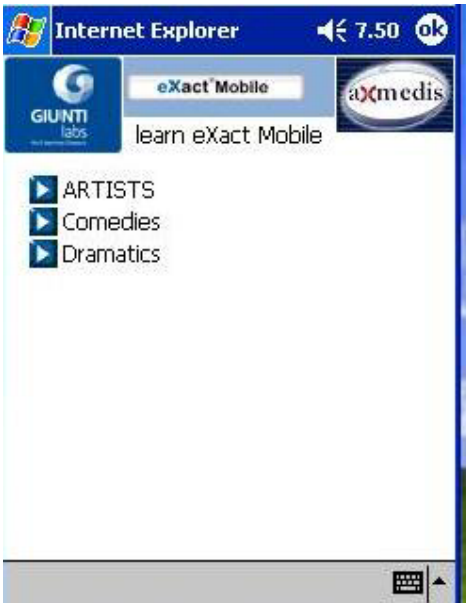 Internet Explorer 7.50 ok
eXact Mobile
axmedis
GIUNTI
labs
learn eXact Mobile
ARTISTS
Comedies
Dramatics